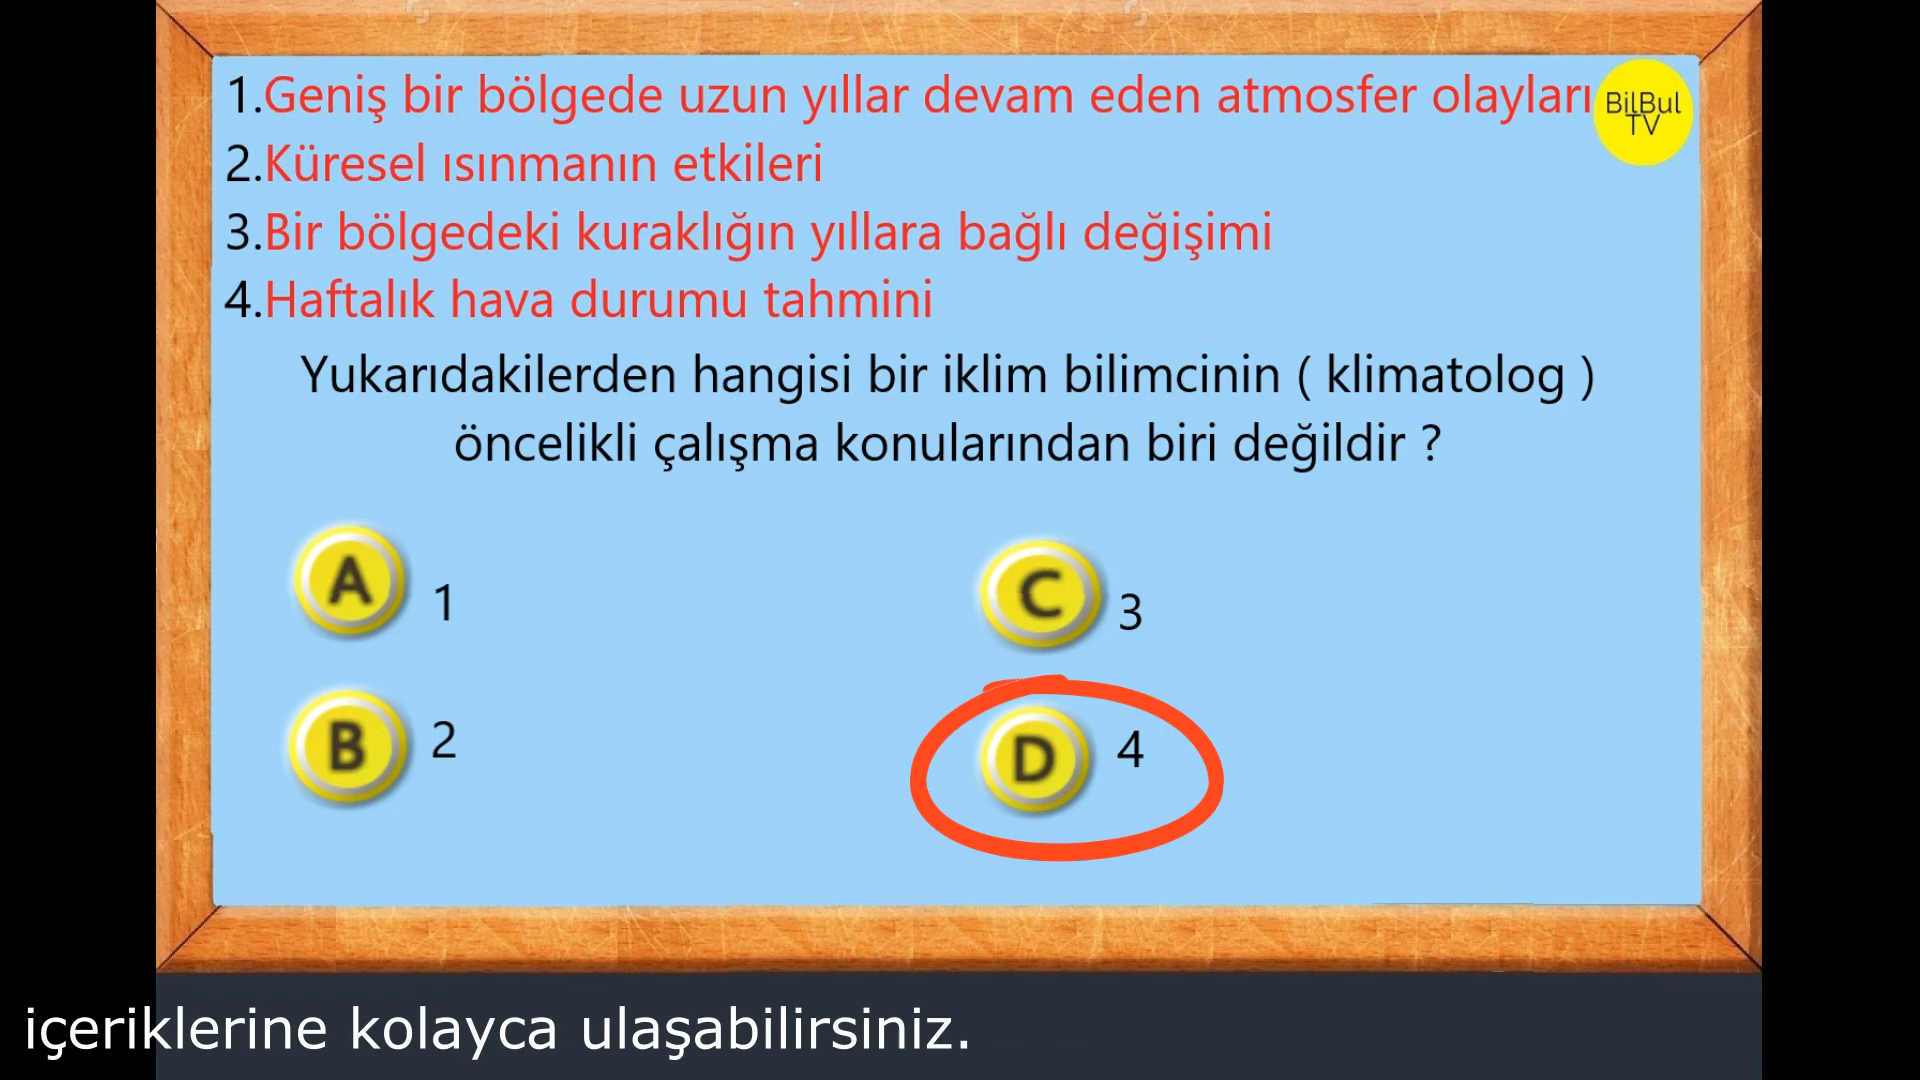 1.Geniş bir bölgede uzun yıllar devam eden atmosfer olayları
BilBul
TV
2.Küresel ısınmanın etkileri
3.Bir bölgedeki kuraklığın yıllara bağlı değişimi
4.Haftalık hava durumu tahmini
Yukarıdakilerden hangisi bir iklim bilimcinin ( klimatolog )
öncelikli çalışma konularından biri değildir ?
A 1
C 3
B 2
D 4
içeriklerine kolayca ulaşabilirsiniz.